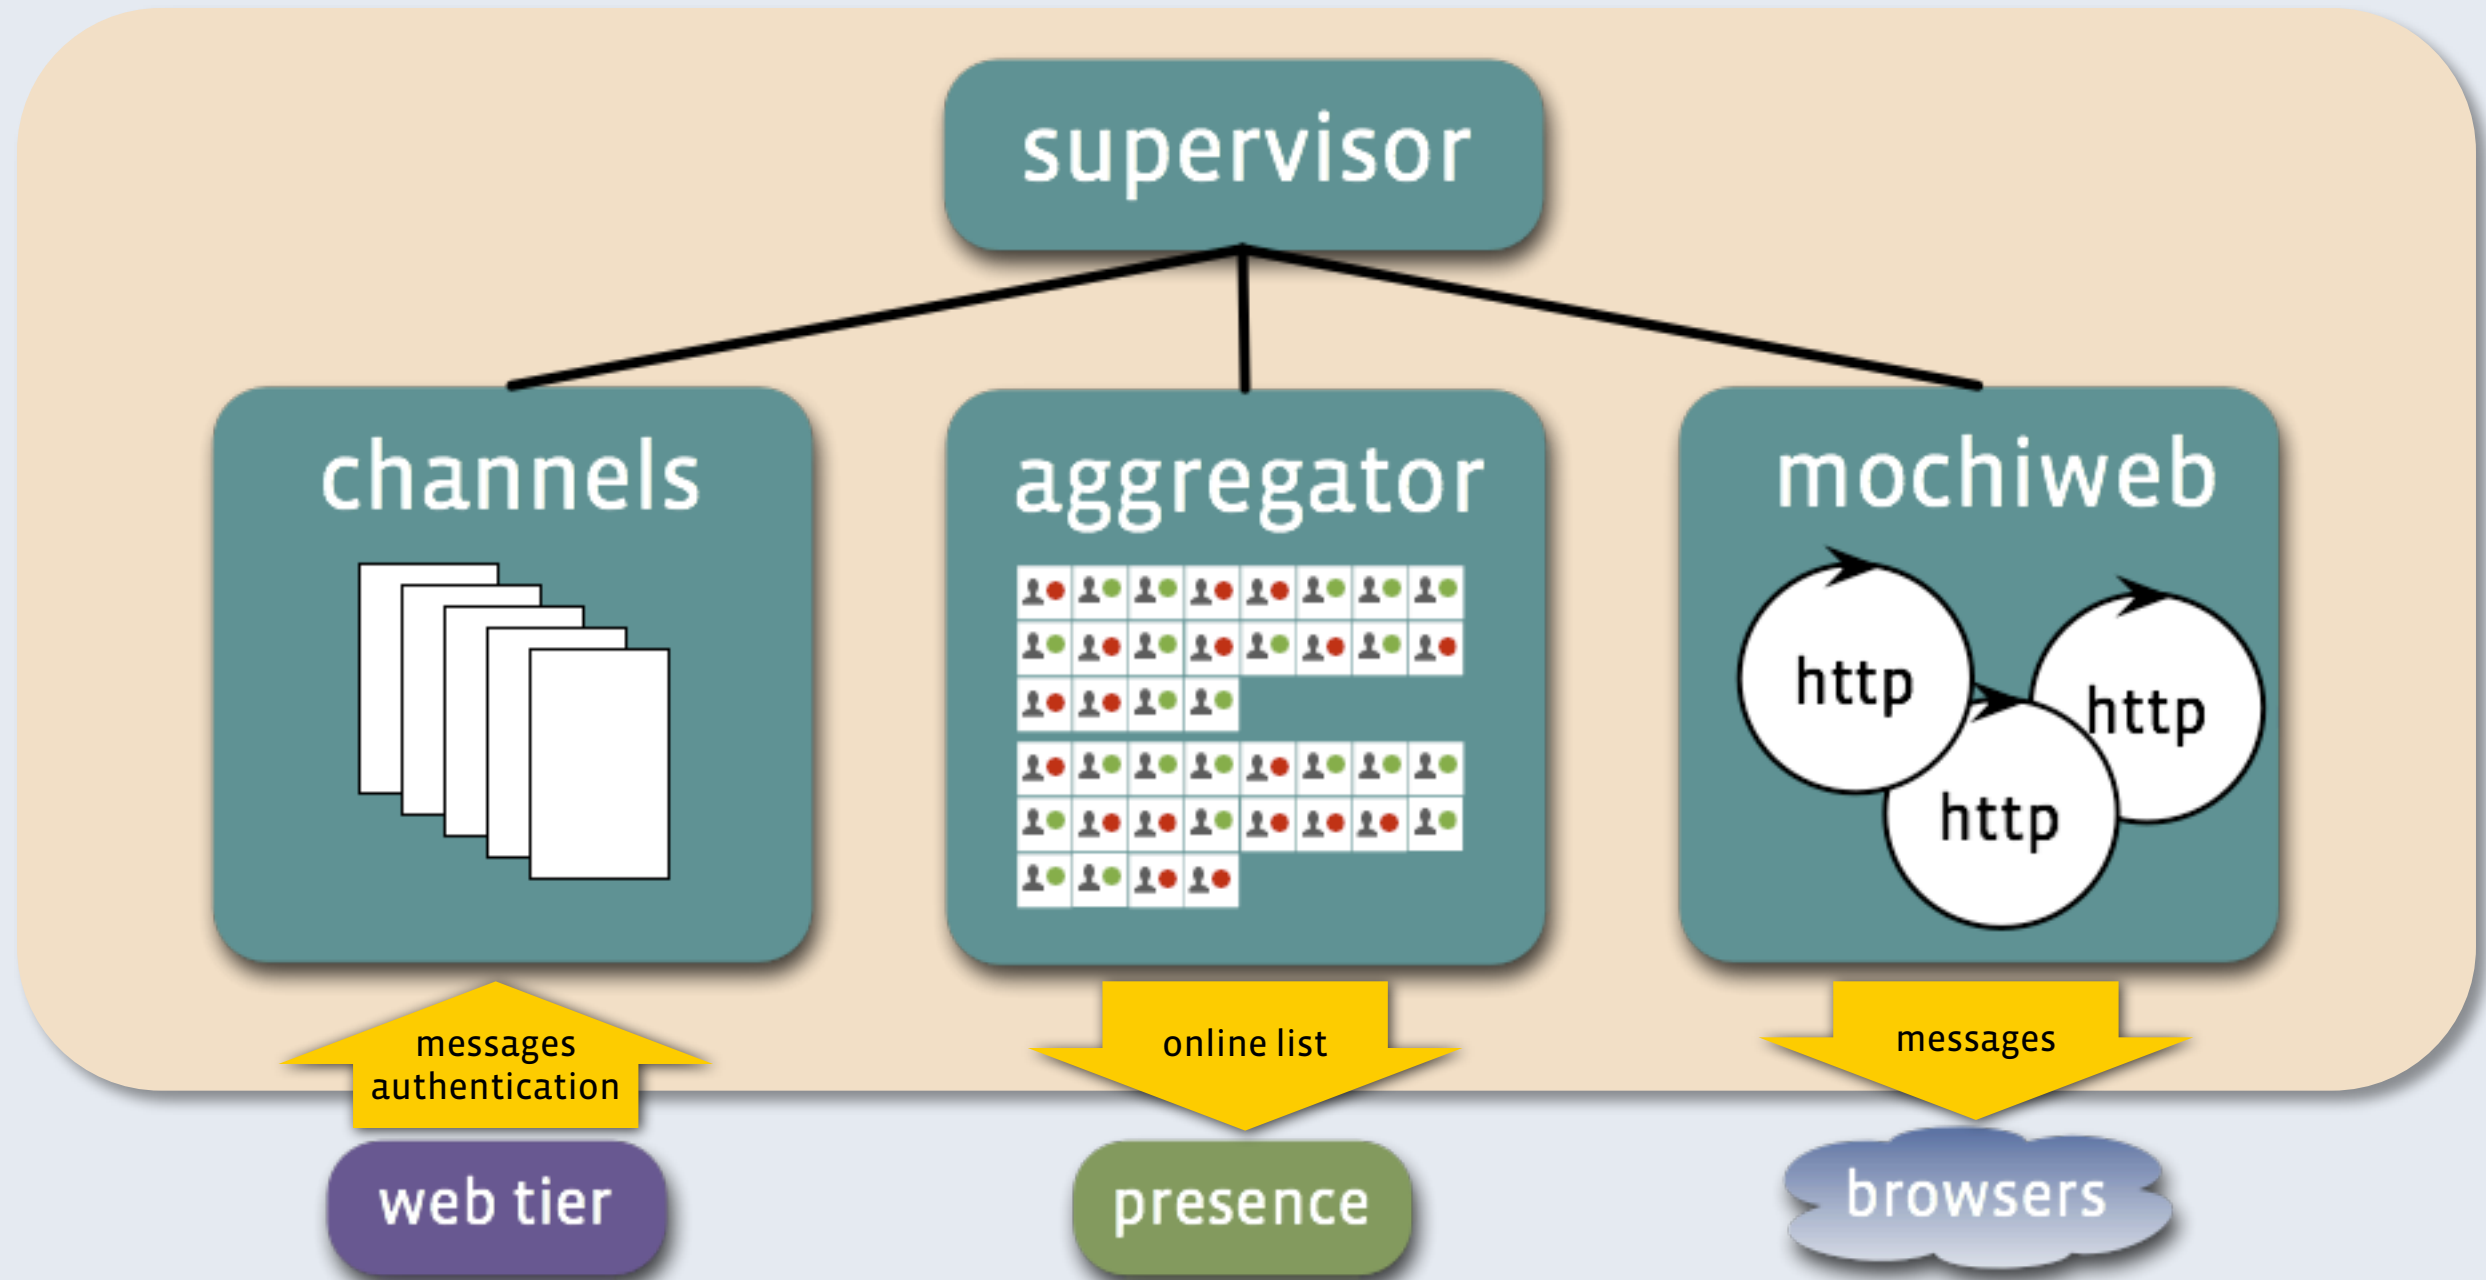 supervisor
channels
aggregator
mochiweb
http
http
http
messages
authentication
online list
messages
web tier
presence
browsers